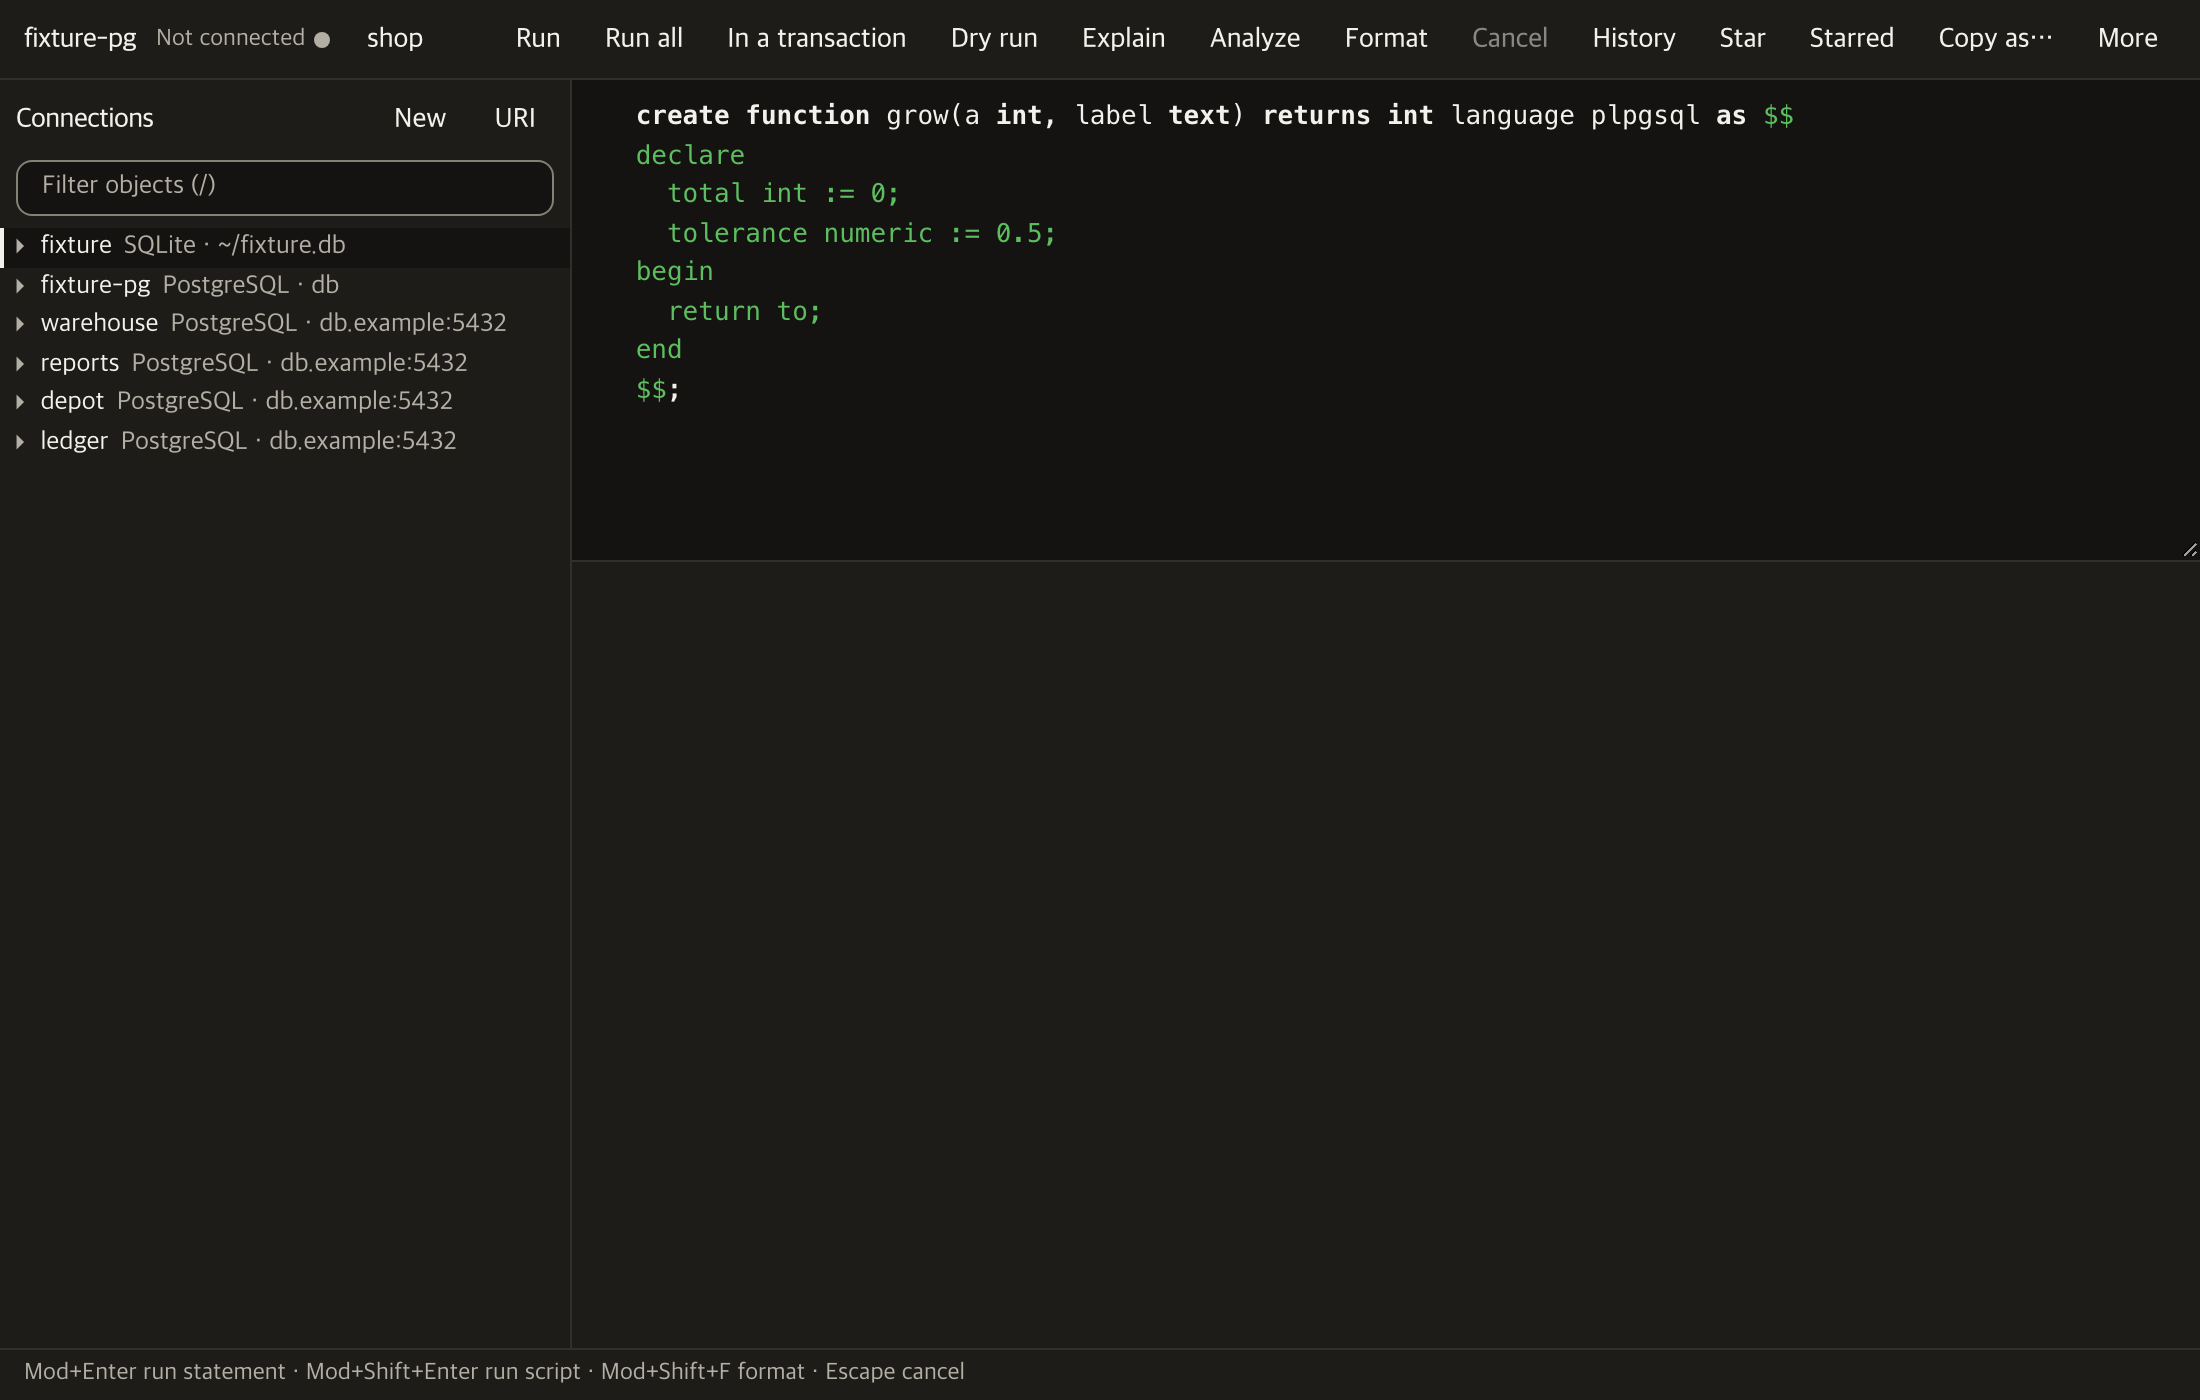 fixture-pg Not connected shop Run Run all In a transaction Dry run Explain Analyze Format Cancel History Star Starred Copy as⋯ More
Connections New URI
Filter objects (/)
fixture SQLite · ~/fixture.db
fixture-pg PostgreSQL · db
warehouse PostgreSQL · db.example:5432
reports PostgreSQL · db.example:5432
depot PostgreSQL · db.example:5432
ledger PostgreSQL · db.example:5432
create function grow(a int, label text) returns int language plpgsql as $$
declare
  total int := 0;
  tolerance numeric := 0.5;
begin
  return to;
end
$$;
Mod+Enter run statement · Mod+Shift+Enter run script · Mod+Shift+F format · Escape cancel